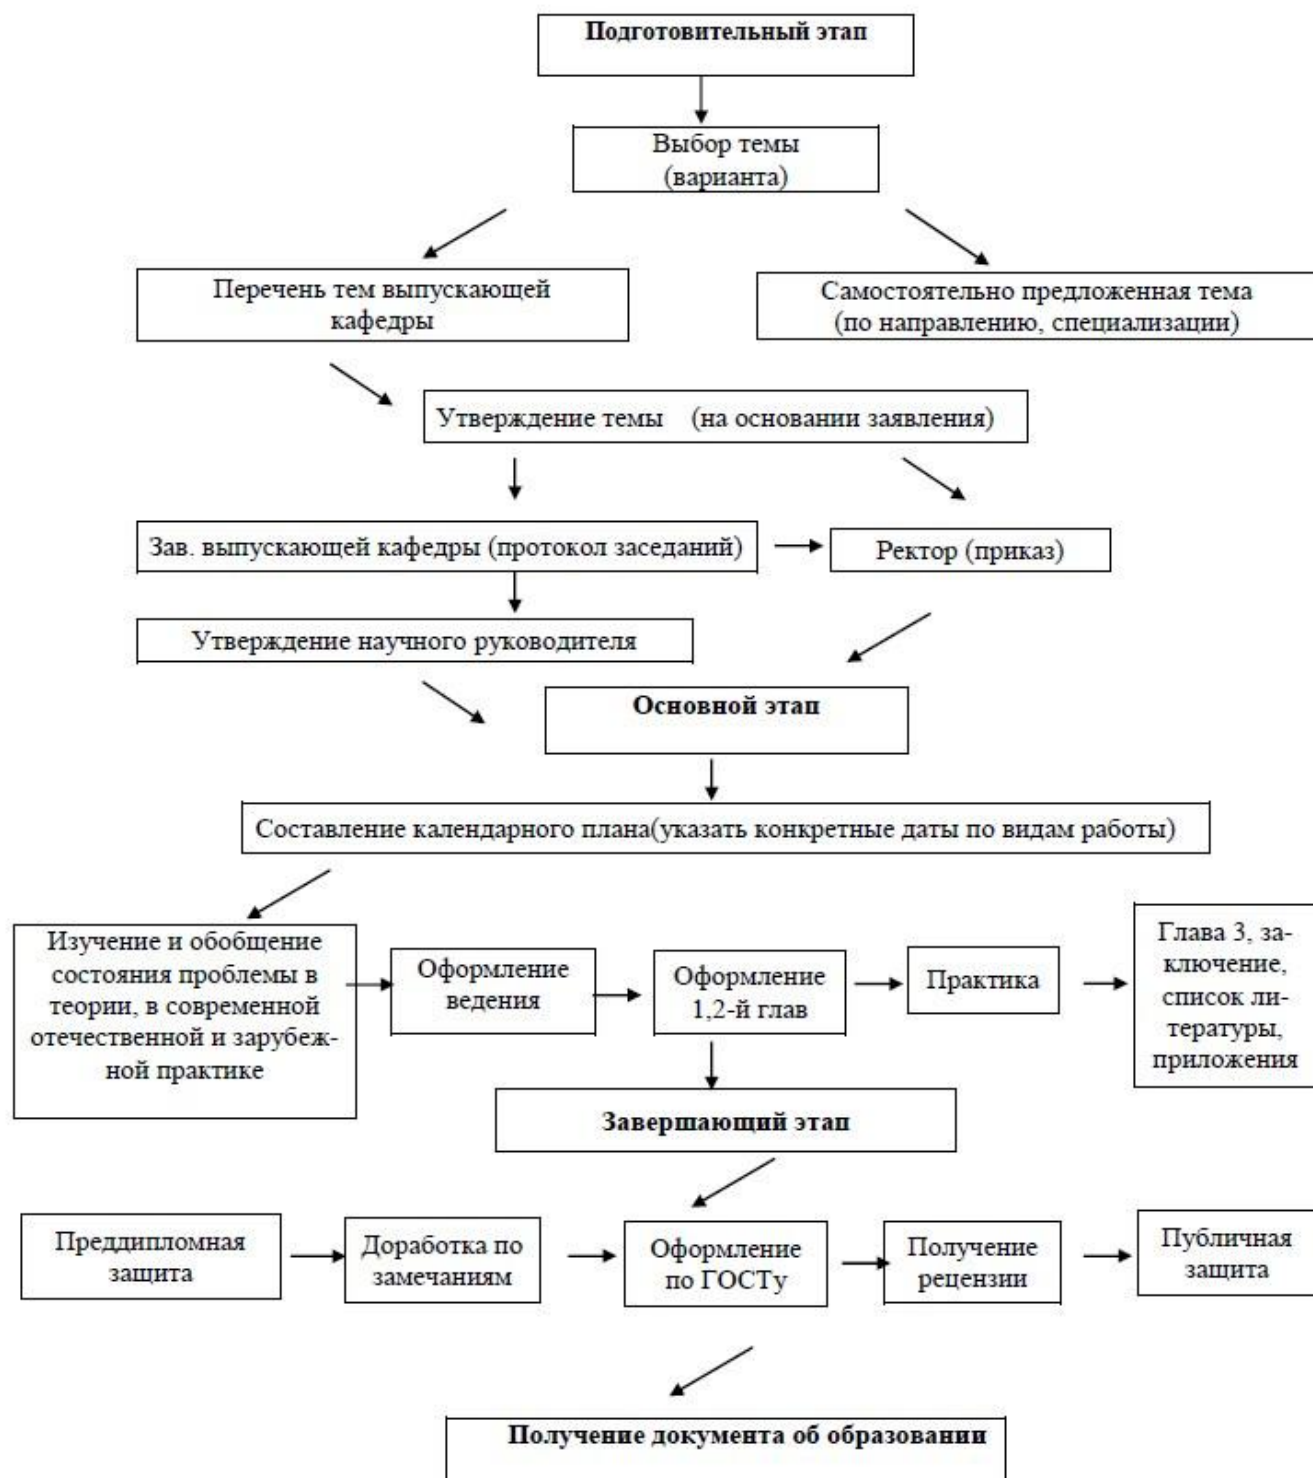 Подготовительный этап
Выбор темы
(варианта)
Перечень тем выпускающей
кафедры
Самостоятельно предложенная тема
(по направлению, специализации)
Утверждение темы (на основании заявления)
Зав. выпускающей кафедры (протокол заседаний)
Ректор (приказ)
Утверждение научного руководителя
Основной этап
Составление календарного плана(указать конкретные даты по видам работы)
Изучение и обобщение
состояния проблемы в
теории, в современной
отечественной и зарубеж-
ной практике
Оформление
ведения
Оформление
1,2-й глав
Практика
Глава 3, за-
ключение,
список ли-
тературы,
приложения
Завершающий этап
Преддипломная
защита
Доработка по
замечаниям
Оформление
по ГОСТу
Получение
рецензии
Публичная
защита
Получение документа об образовании